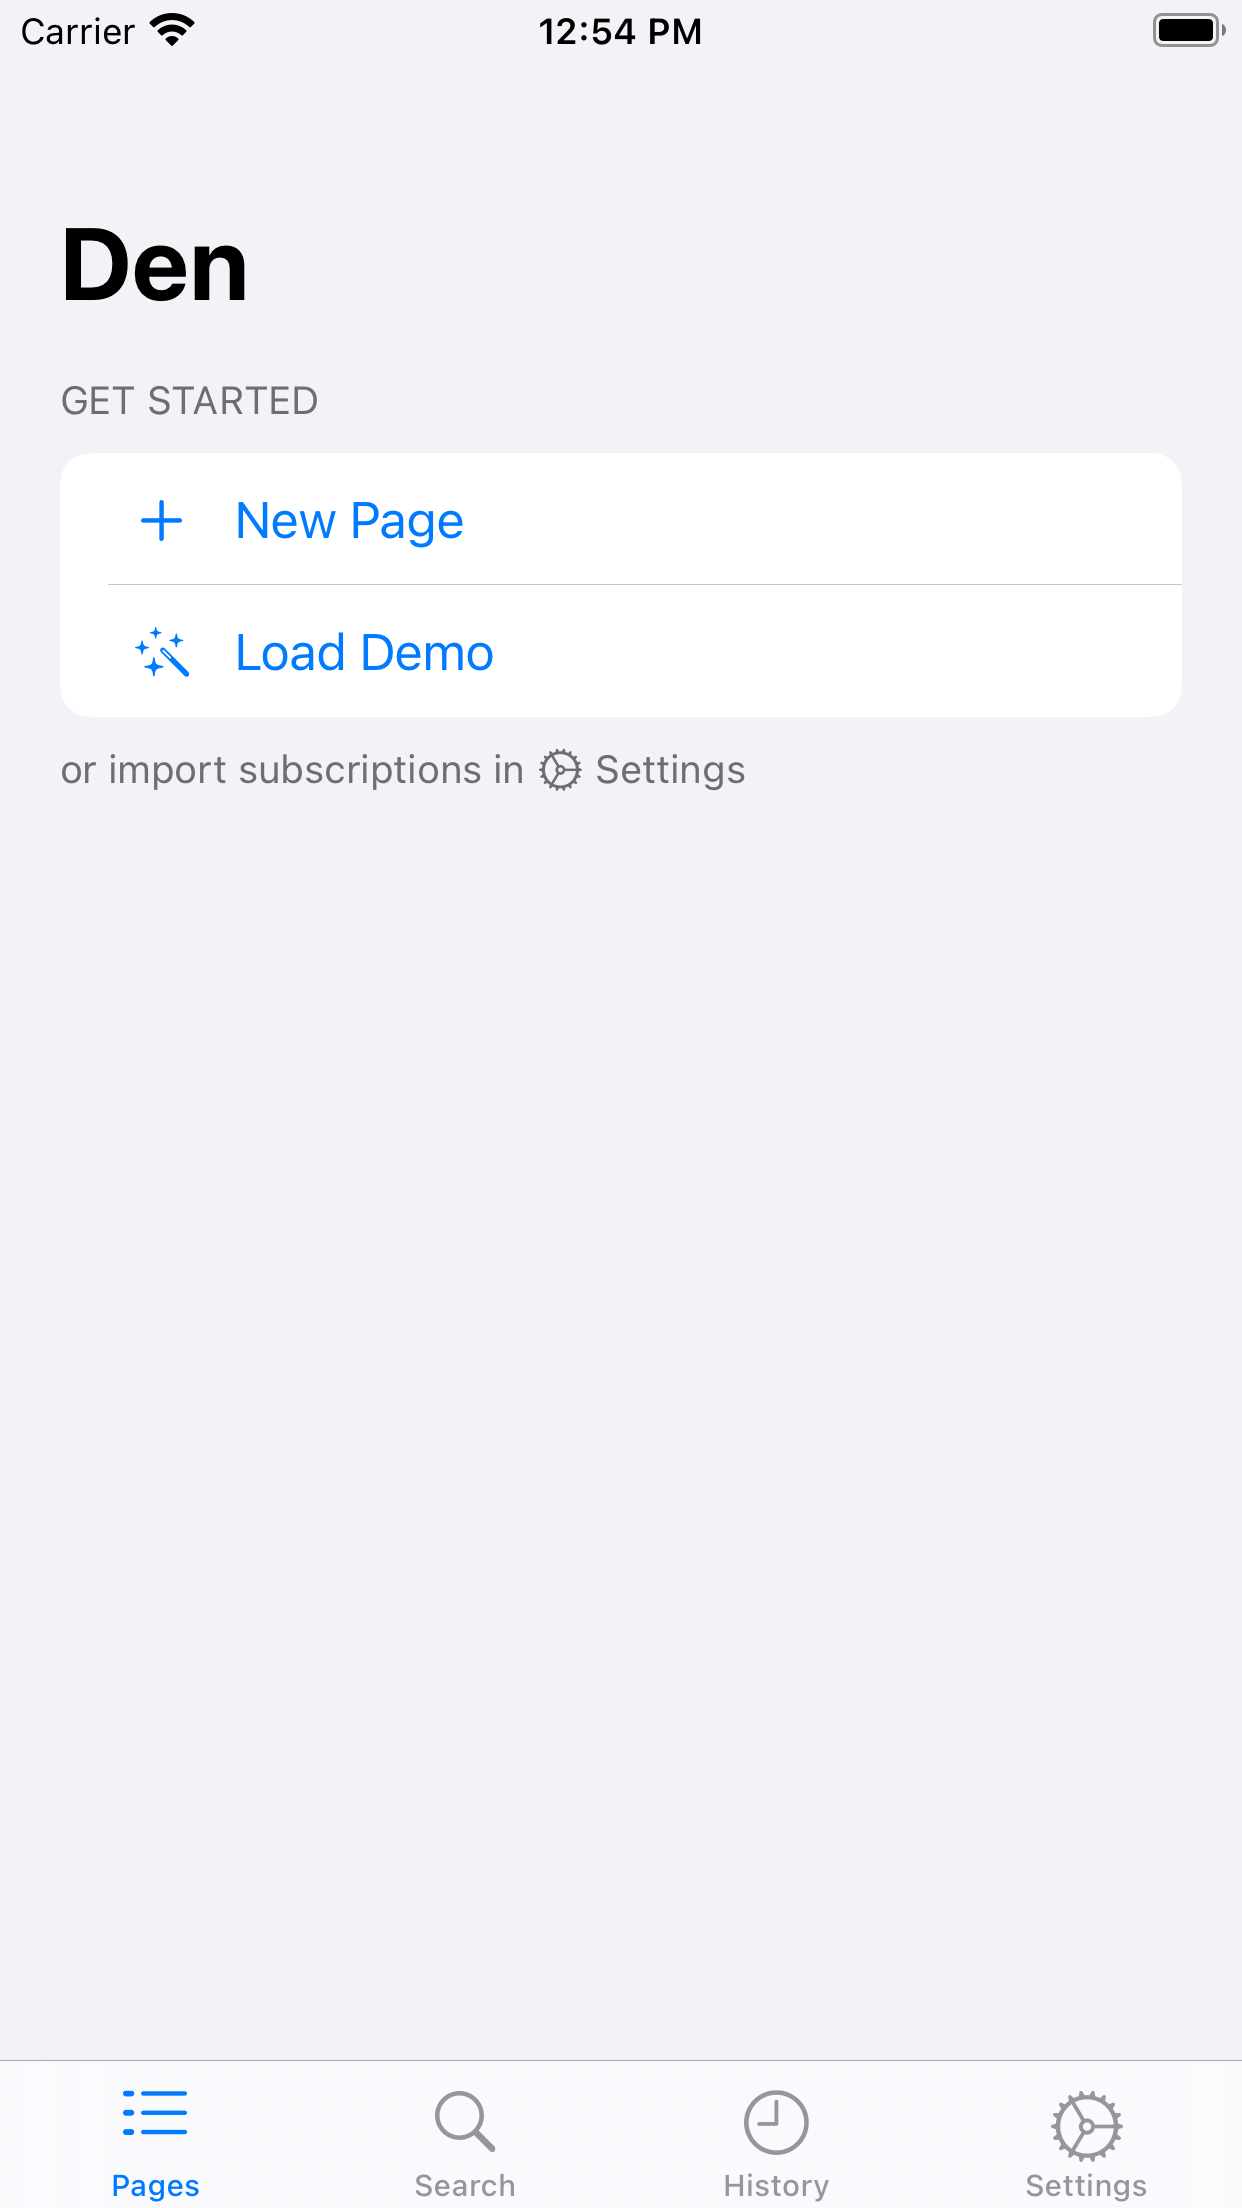 Carrier 12:54 PM
Den
GET STARTED
New Page
Load Demo
or import subscriptions in Settings
Pages Search History Settings